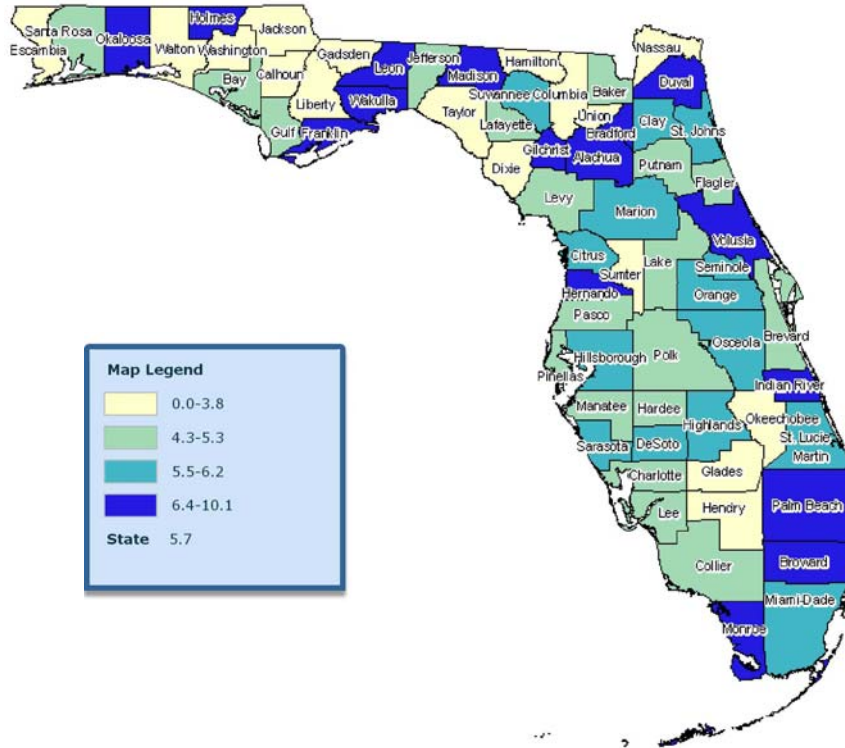 Holmes
Jackson
Santa Rosa
Okaloosa
Escambia
Walton
Washington
Nassau
Gadsden
Jefferson
Hamilton
Leon
Madison
Duval
Bay
Calhoun
Suwannee
Columbia
Baker
Liberty
Wakulla
Taylor
Union
Clay
Lafayette
Bradford
St. Johns
Gulf
Franklin
Gilchrist
Alachua
Dixie
Putnam
Flagler
Levy
Marion
Volusia
Citrus
Lake
Seminole
Sumter
Hernando
Orange
Pasco
Osceola
Brevard
Hillsborough
Polk
Pinellas
Indian River
Manatee
Hardee
Okeechobee
Highlands
St. Lucie
Sarasota
DeSoto
Martin
Charlotte
Glades
Lee
Hendry
Palm Beach
Collier
Broward
Miami-Dade
Monroe
Map Legend
0.0-3.8
4.3-5.3
5.5-6.2
6.4-10.1
State 5.7